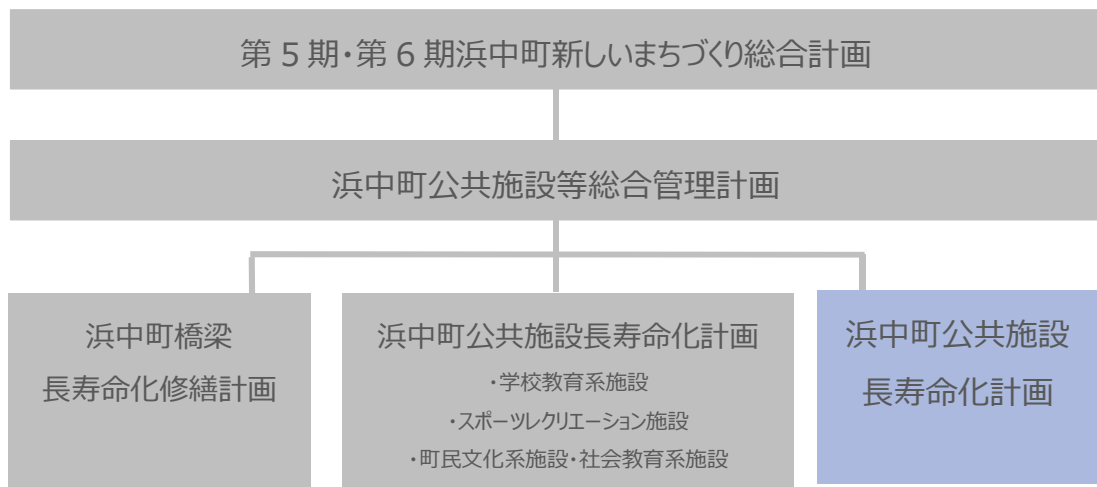 第5期・第6期浜中町新しいまちづくり総合計画
浜中町公共施設等総合管理計画
浜中町橋梁
長寿命化修繕計画
浜中町公共施設長寿命化計画
・学校教育系施設
・スポーツレクリエーション施設
・町民文化系施設・社会教育系施設
浜中町公共施設
長寿命化計画